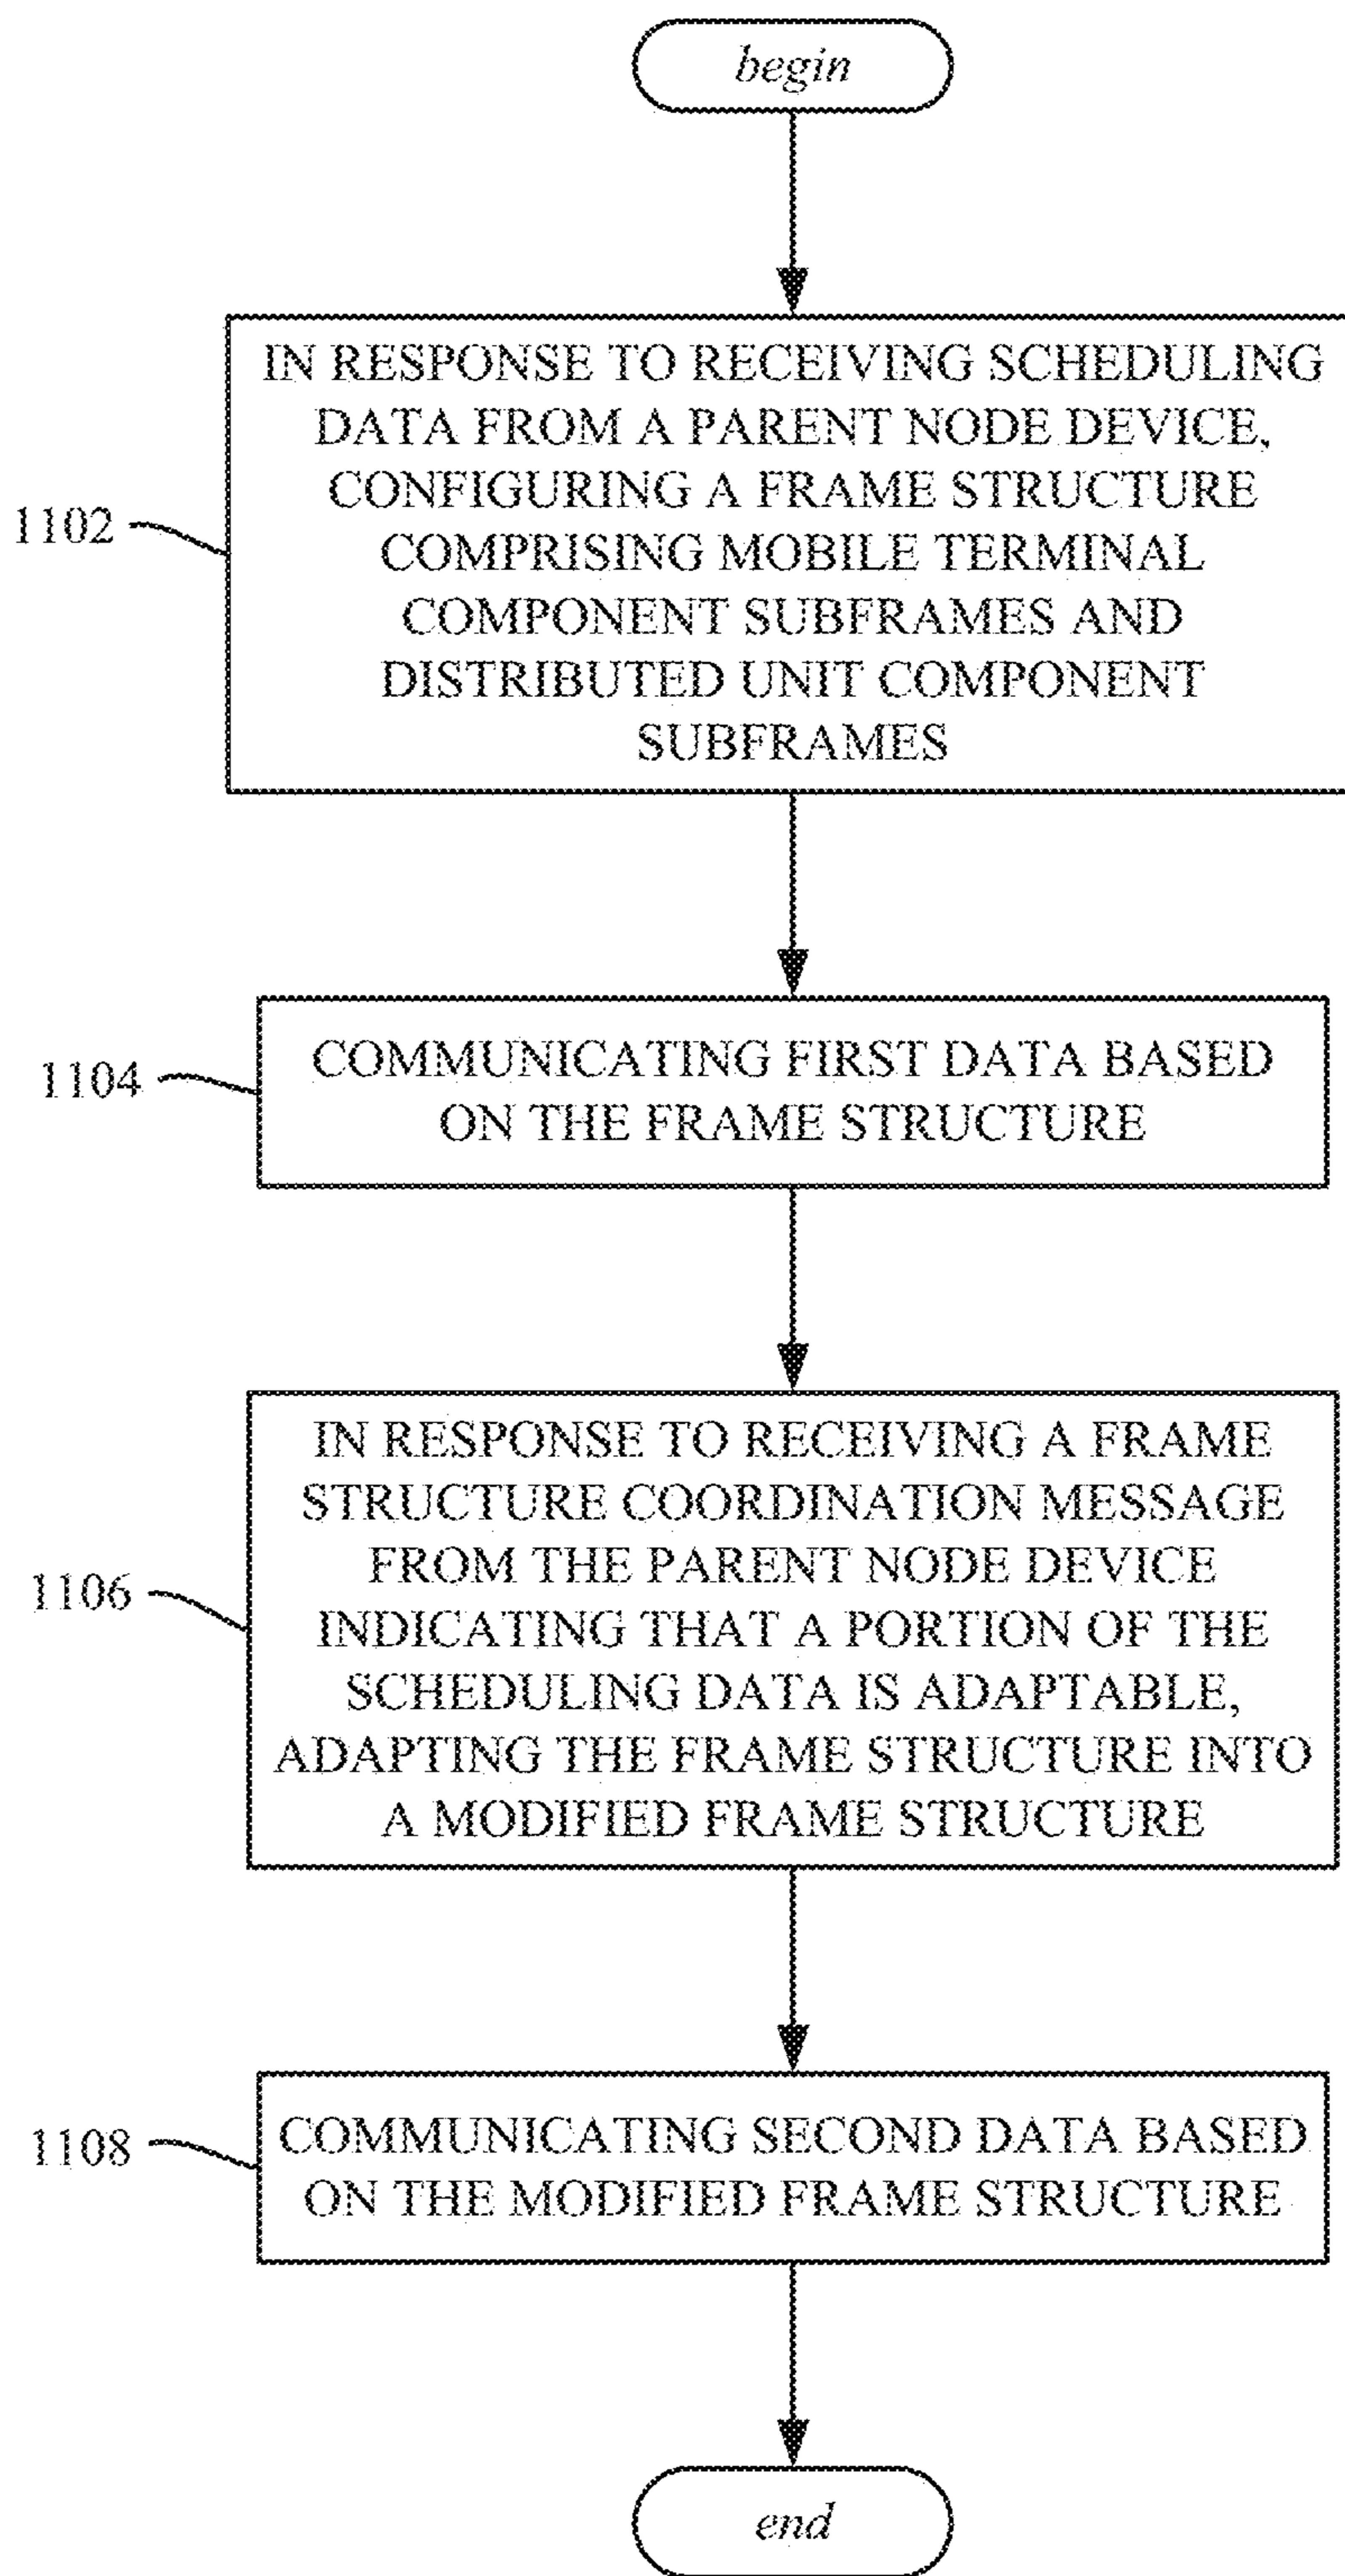 begin
IN RESPONSE TO RECEIVING SCHEDULING
DATA FROM A PARENT NODE DEVICE,
CONFIGURING A FRAME STRUCTURE
COMPRISING MOBILE TERMINAL
COMPONENT SUBFRAMES AND
DISTRIBUTED UNIT COMPONENT
SUBFRAMES
1102
COMMUNICATING FIRST DATA BASED
ON THE FRAME STRUCTURE
1104
IN RESPONSE TO RECEIVING A FRAME
STRUCTURE COORDINATION MESSAGE
FROM THE PARENT NODE DEVICE
INDICATING THAT A PORTION OF THE
SCHEDULING DATA IS ADAPTABLE,
ADAPTING THE FRAME STRUCTURE INTO
A MODIFIED FRAME STRUCTURE
1106
COMMUNICATING SECOND DATA BASED
ON THE MODIFIED FRAME STRUCTURE
1108
end